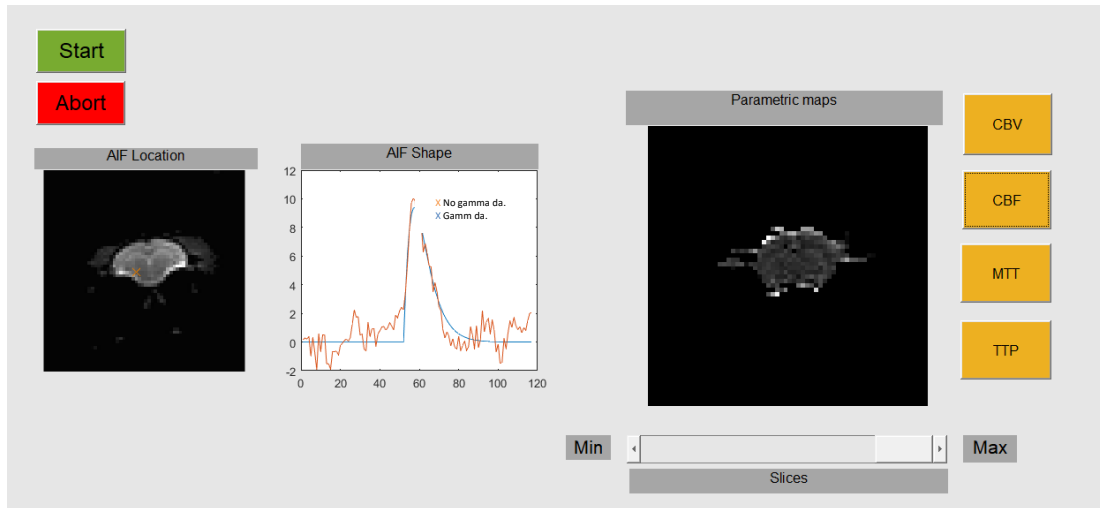 Start
Abort
AIF Location
AIF Shape
12
10
8
6
4
2
0
-2
0 20 40 60 80 100 120
X No gamma da.
X Gamm da.
Parametric maps
CBV
CBF
MTT
TTP
Min
Max
Slices